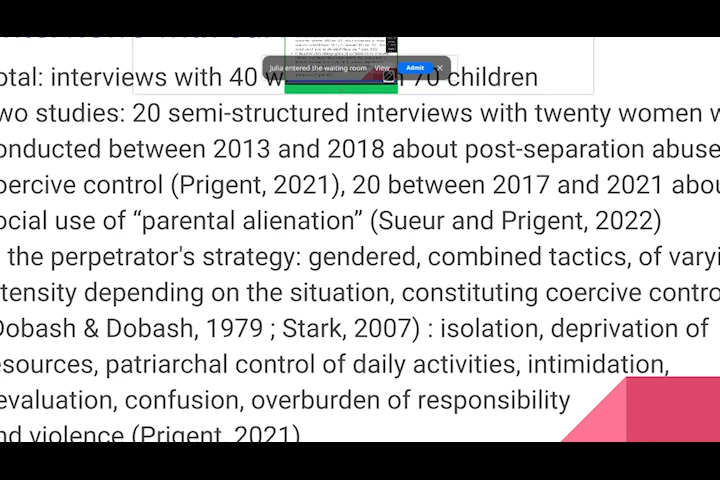 otal: interviews with 40 w 70 children
Julia entered the waiting room View Admit
wo studies: 20 semi-structured interviews with twenty women w
onducted between 2013 and 2018 about post-separation abuse
oercive control (Prigent, 2021), 20 between 2017 and 2021 abou
ocial use of “parental alienation” (Sueur and Prigent, 2022)
the perpetrator's strategy: gendered, combined tactics, of varyi
tensity depending on the situation, constituting coercive contro
Dobash & Dobash, 1979 ; Stark, 2007) : isolation, deprivation of
esources, patriarchal control of daily activities, intimidation,
evaluation, confusion, overburden of responsibility
nd violence (Prigent, 2021)